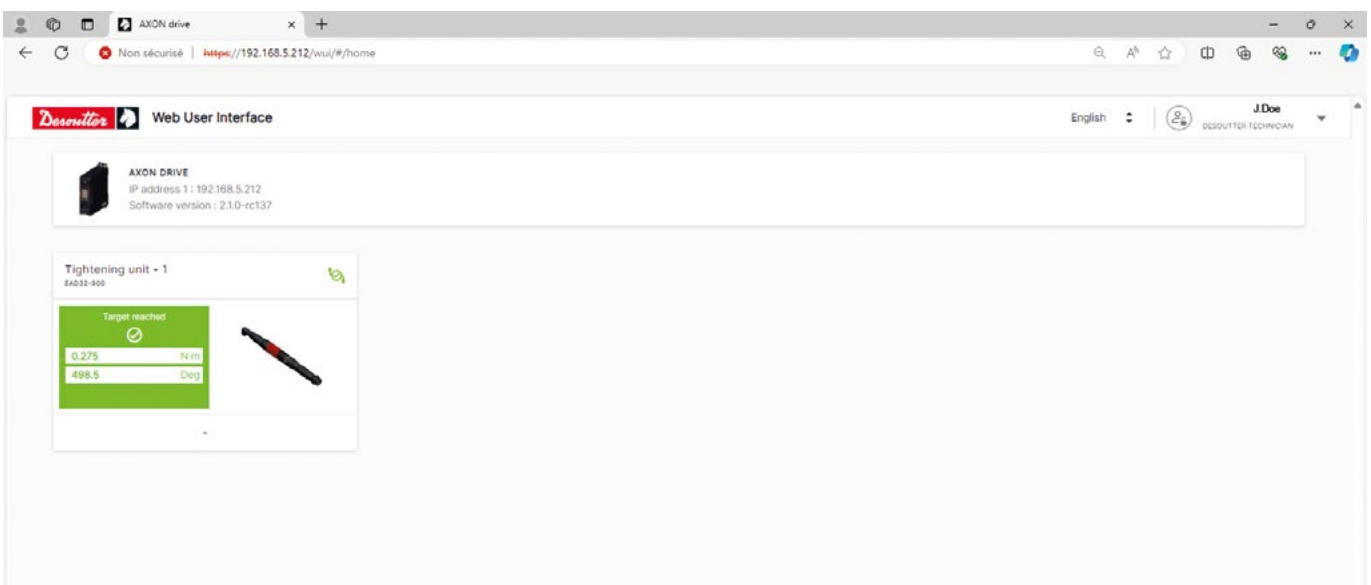 AXON drive
Non sécurisé | https://192.168.5.212/wui/#/home
Desoutter Web User Interface
English
J.Doe
DESOUTTER TECHNICIAN
AXON DRIVE
IP address 1 : 192.168.5.212
Software version : 2.1.0-rc137
Tightening unit - 1
EAD32-900
Target reached
0.275 N·m
498.5 Deg
-